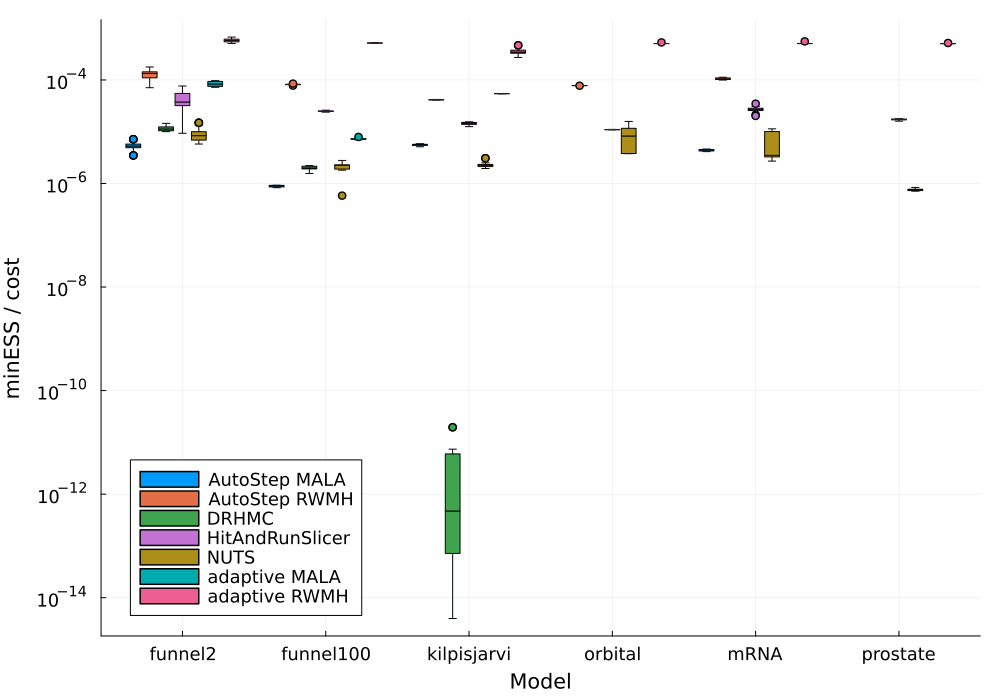 minESS / cost
10⁻⁴
10⁻⁶
10⁻⁸
10⁻¹⁰
10⁻¹²
10⁻¹⁴
AutoStep MALA
AutoStep RWMH
DRHMC
HitAndRunSlicer
NUTS
adaptive MALA
adaptive RWMH
funnel2 funnel100 kilpisjarvi orbital mRNA prostate
Model